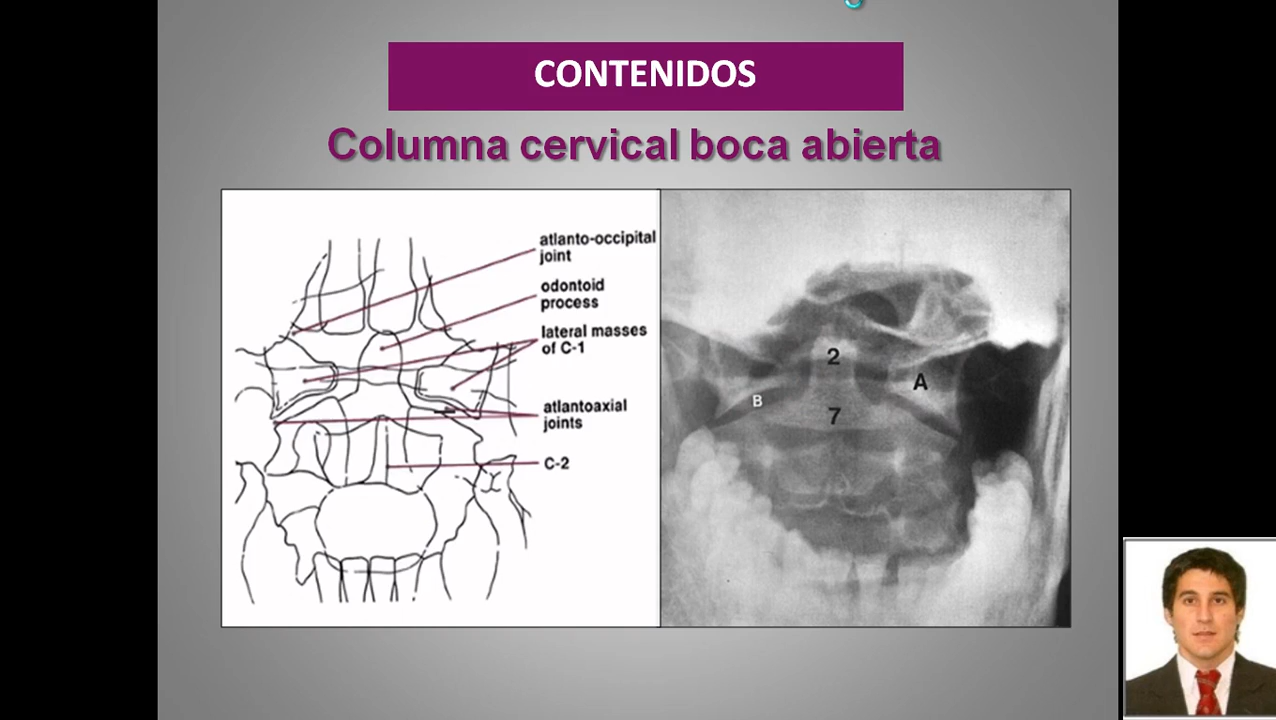 CONTENIDOS
Columna cervical boca abierta
atlanto-occipital
joint
odontoid
process
lateral masses
of C-1
atlantoaxial
joints
C-2
2
A
B
7